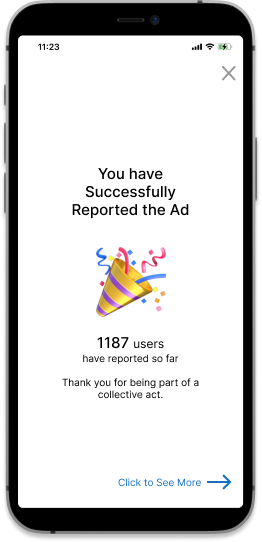 11:23
You have
Successfully
Reported the Ad
1187 users
have reported so far
Thank you for being part of a
collective act.
Click to See More